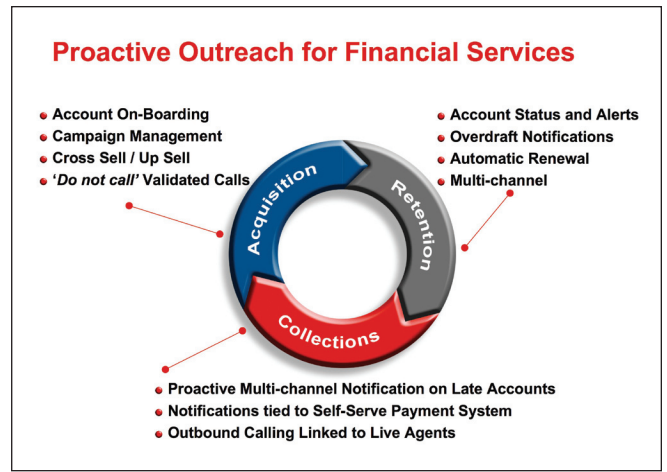 Proactive Outreach for Financial Services
Account On-Boarding
Campaign Management
Cross Sell / Up Sell
‘Do not call’ Validated Calls
Account Status and Alerts
Overdraft Notifications
Automatic Renewal
Multi-channel
Acquisition
Retention
Collections
Proactive Multi-channel Notification on Late Accounts
Notifications tied to Self-Serve Payment System
Outbound Calling Linked to Live Agents